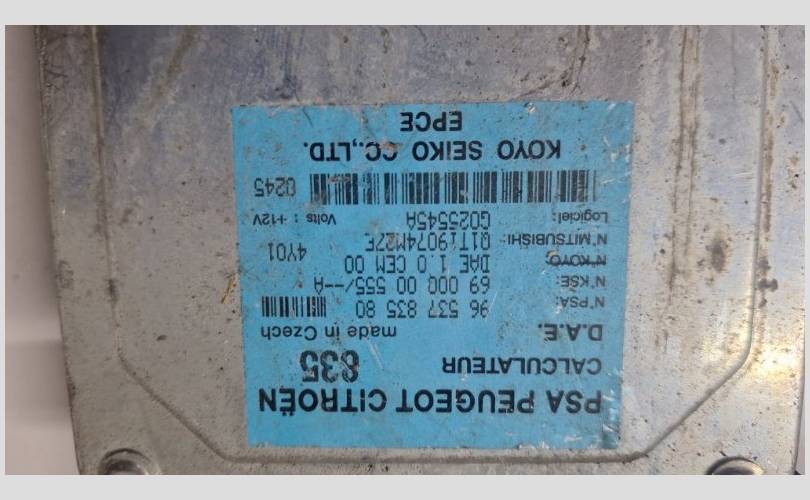 PSA PEUGEOT CITROËN
CALCULATEUR 835
D.A.E. made in Czech
N°PSA: 96 537 835 80
N°KSE: 69 000 00 555/--A
N°KOYO: DAE 1.0 CEM 00
N°MITSUBISHI: Q1T19074M27E 4Y01
Logiciel: G025545A Volts : +12V
0245
KOYO SEIKO CO.,LTD.
EPCE